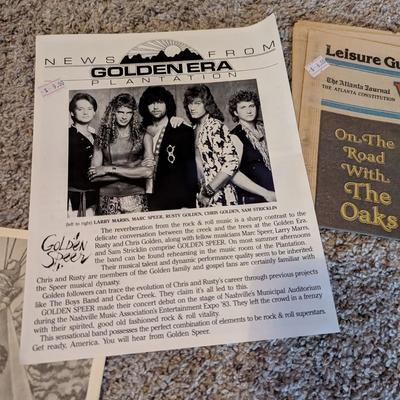 NEWS FROM
GOLDEN ERA
PLANTATION
(left to right) LARRY MARRS, MARC SPEER, RUSTY GOLDEN, CHRIS GOLDEN, SAM STRICKLIN
Golden
Speer
The reverberation from the rock & roll music is a sharp contrast to the
delicate conversation between the creek and the trees at the Golden Era.
Rusty and Chris Golden, along with fellow musicians Marc Speer, Larry Marrs,
and Sam Stricklin comprise GOLDEN SPEER. On most summer afternoons
the band can be found rehearsing in the music room of the Plantation.
Their musical talent and dynamic performance quality seem to be inherited:
Chris and Rusty are members of the Golden family and gospel fans are certainly familiar with
the Speer musical dynasty.
Golden followers can trace the evolution of Chris and Rusty's career through previous projects
like The Boys Band and Cedar Creek. They claim it's all led to this.
GOLDEN SPEER made their concert debut on the stage of Nashville's Municipal Auditorium
during the Nashville Music Association's Entertainment Expo '83. They left the crowd in a frenzy
with their spirited, good old fashioned rock & roll vitality.
This sensational band possesses the perfect combination of elements to be rock & roll superstars.
Get ready, America. You will hear from Golden Speer.
Leisure Gu
The Atlanta Journal
THE ATLANTA CONSTITUTION
On The
Road
With
The
Oaks